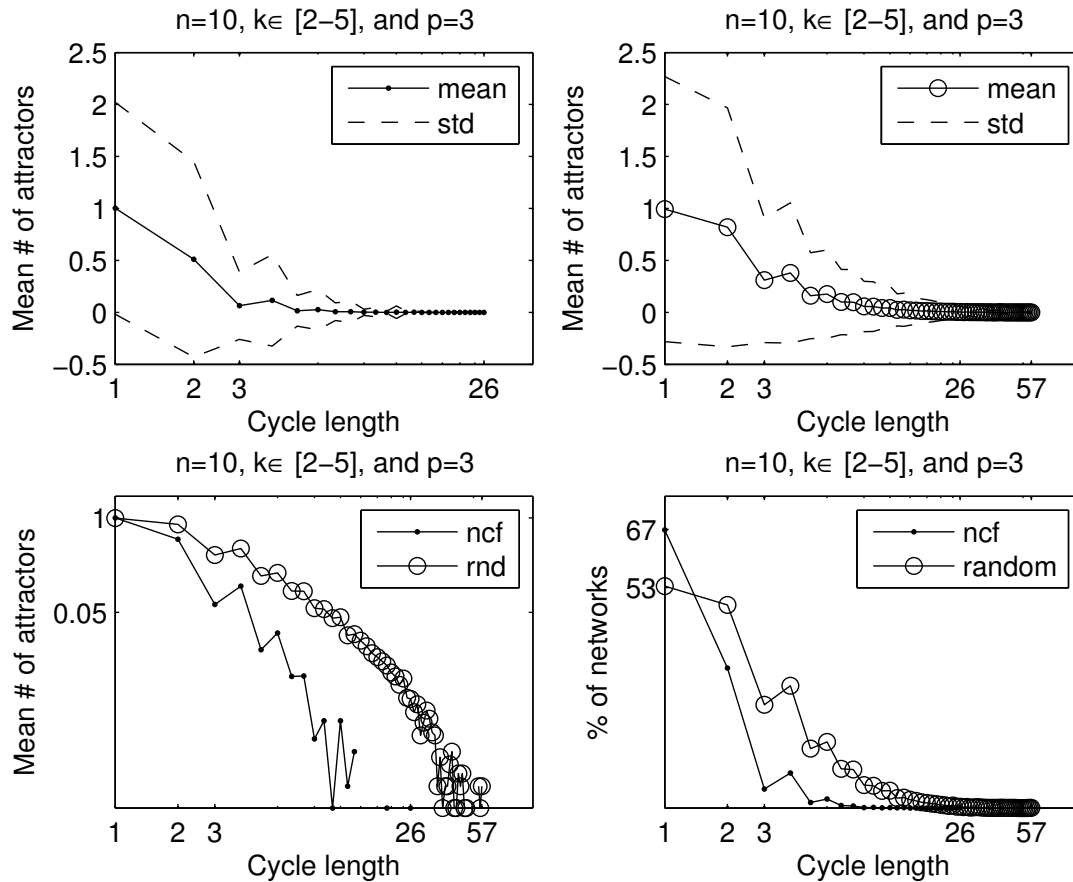 n=10, k∈ [2−5], and p=3
2.5
2
1.5
1
0.5
0
−0.5
Mean # of attractors
mean
std
1
2
3
26
Cycle length
n=10, k∈ [2−5], and p=3
2.5
2
1.5
1
0.5
0
−0.5
Mean # of attractors
mean
std
1
2
3
26
57
Cycle length
n=10, k∈ [2−5], and p=3
1
0.05
Mean # of attractors
ncf
rnd
1
2
3
26
57
Cycle length
n=10, k∈ [2−5], and p=3
67
53
% of networks
ncf
random
1
2
3
26
57
Cycle length